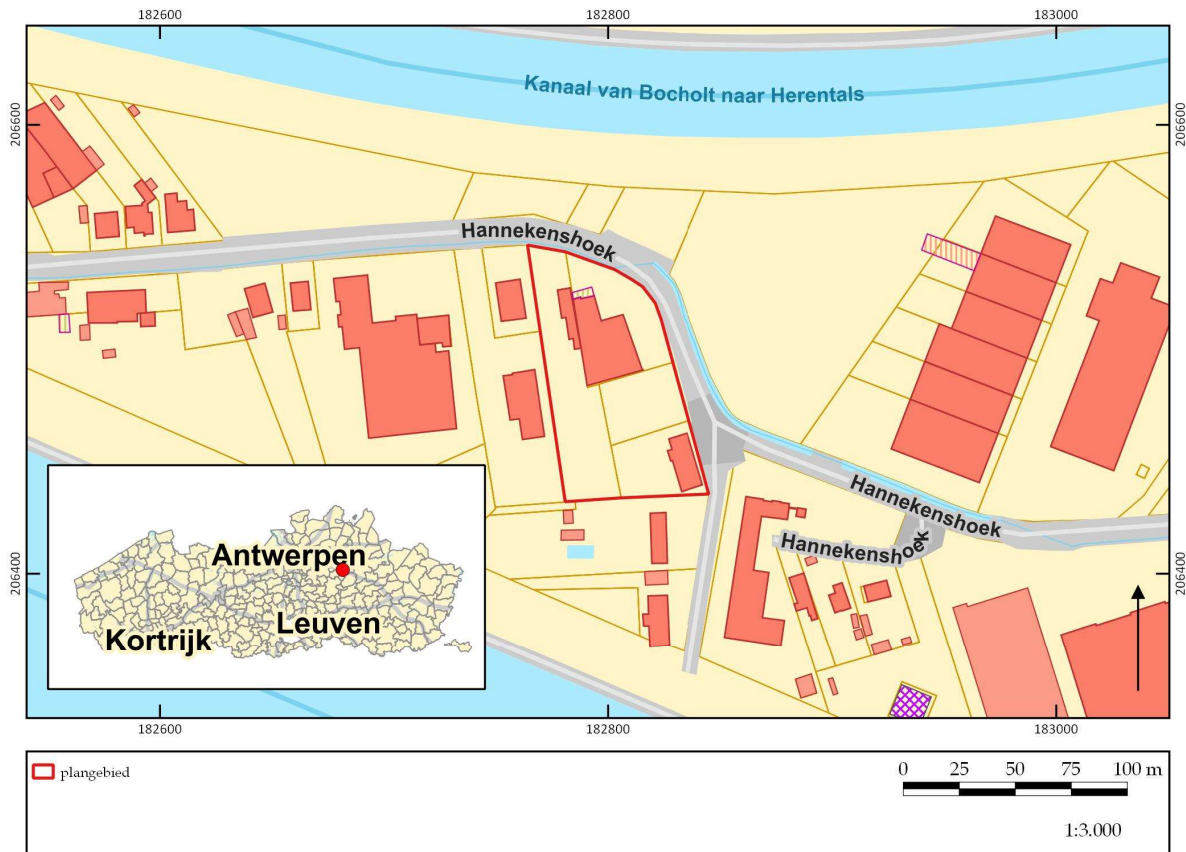 182600 182800 183000
Kanaal van Bocholt naar Herentals
206600 206600
Hannekenshoek
Hannekenshoek
Hannekenshoek
Antwerpen
Leuven
Kortrijk
206400 206400
182600 182800 183000
plangebied
0 25 50 75 100 m
1:3.000